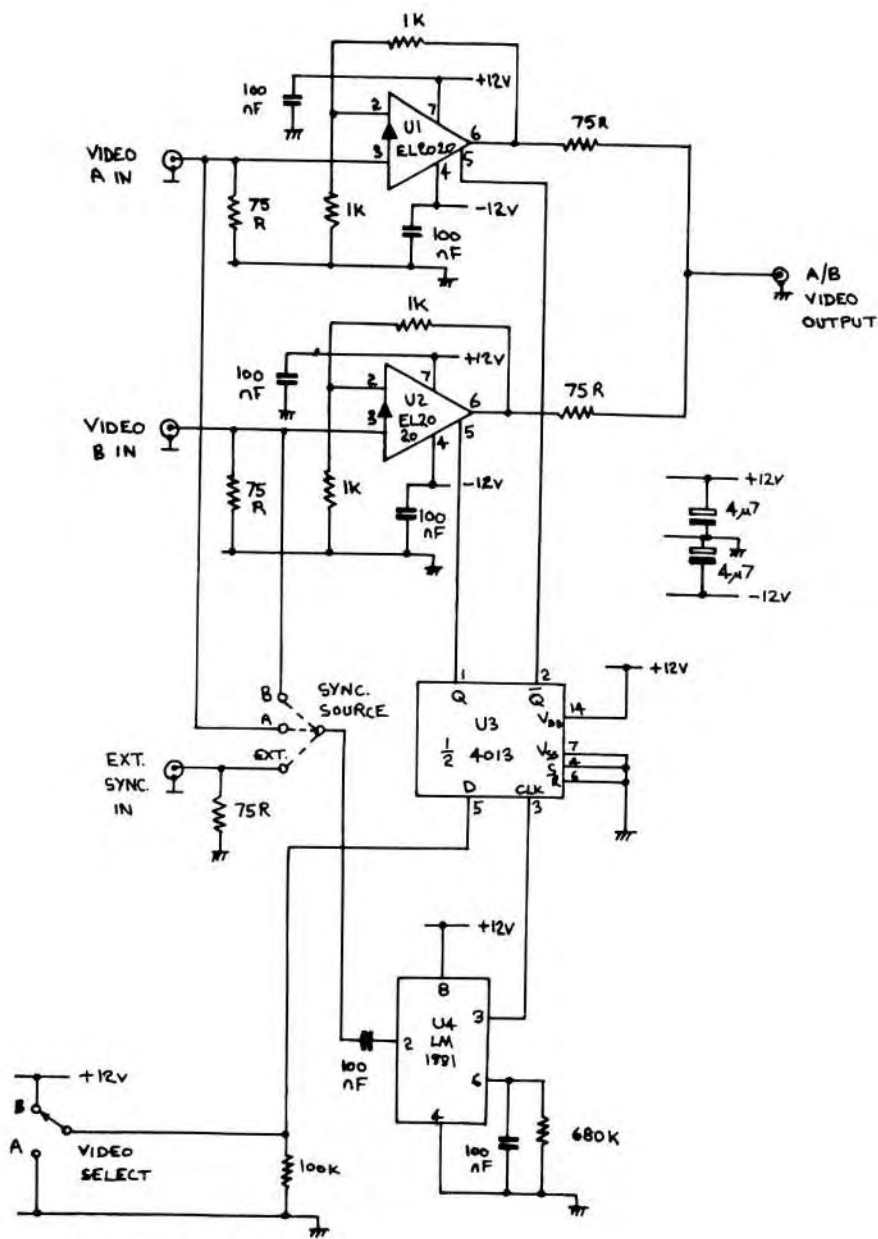 1K
+12V
100
nF
2
7
U1
EL2020
6
5
3
4
75R
VIDEO
A IN
75
R
1K
100
nF
-12V
A/B
VIDEO
OUTPUT
1K
+12V
100
nF
2
7
U2
EL20
20
6
5
3
4
75R
VIDEO
B IN
75
R
1K
100
nF
-12V
+12V
4µ7
4µ7
-12V
1
2
Q
Q̅
+12V
14
VDD
U3
1/2 4013
VSS
7
S
4
R
6
D
CLK
5
3
B
A
EXT.
SYNC.
SOURCE
EXT.
SYNC.
IN
75R
+12V
8
U4
LM
1881
2
3
6
4
100
nF
100
nF
680K
+12V
B
A
VIDEO
SELECT
100K